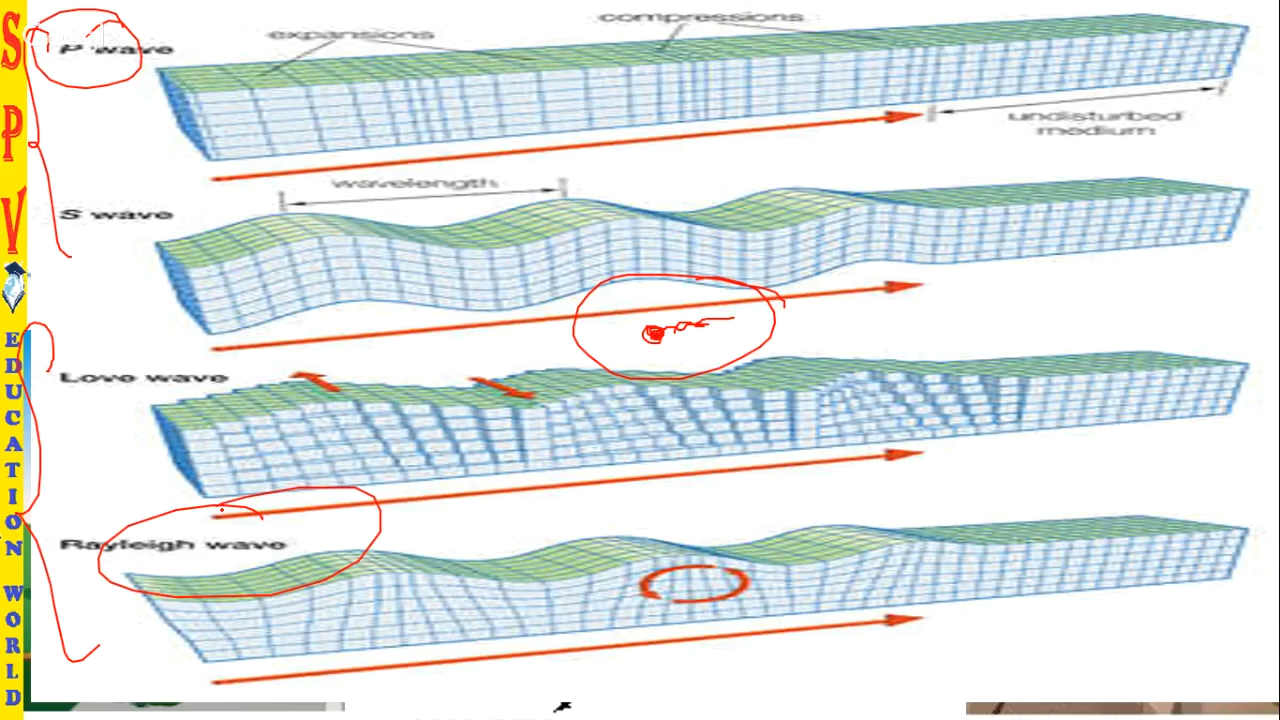 SPV EDUCATION WORLD
compressions
expansions
P wave
undisturbed
medium
wavelength
S wave
Love wave
Rayleigh wave